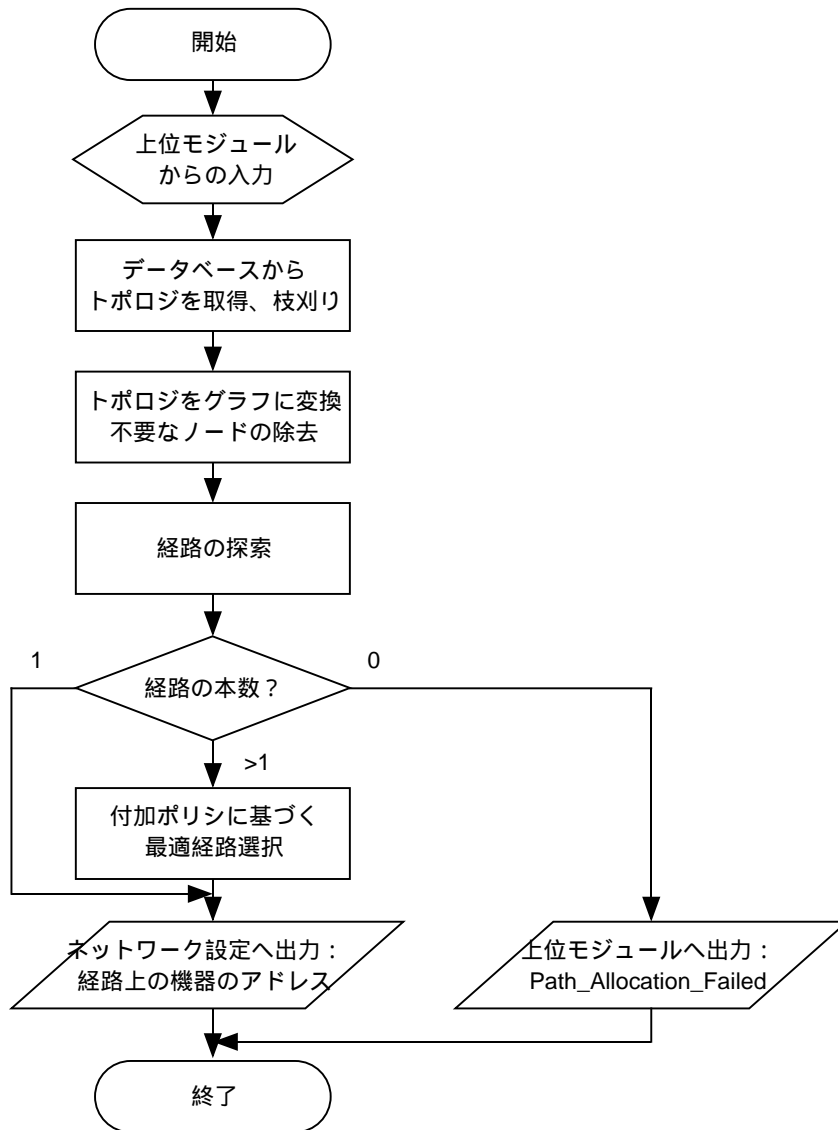 開始
上位モジュール
からの入力
データベースから
トポロジを取得、枝刈り
トポロジをグラフに変換
不要なノードの除去
経路の探索
1
0
経路の本数？
>1
付加ポリシに基づく
最適経路選択
ネットワーク設定へ出力：
経路上の機器のアドレス
上位モジュールへ出力：
Path_Allocation_Failed
終了